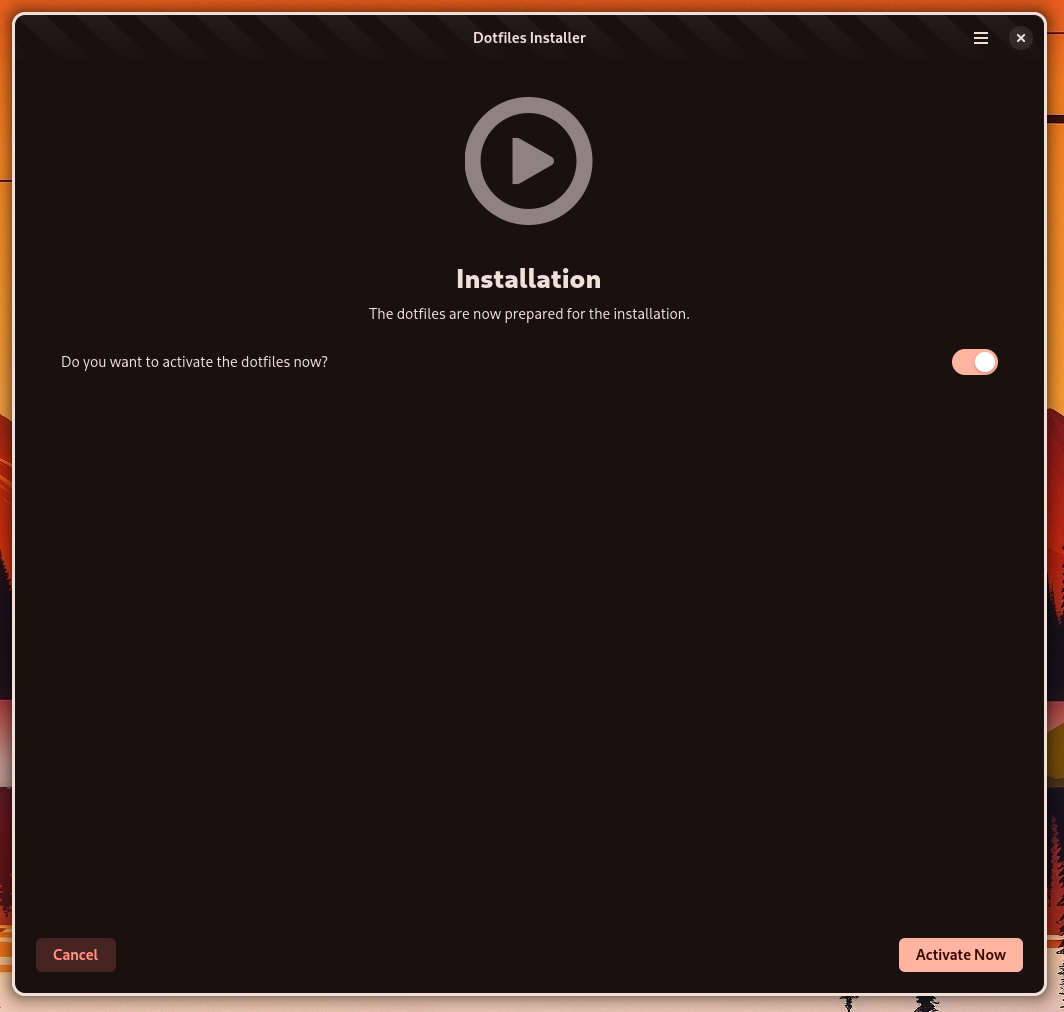 Dotfiles Installer
Installation
The dotfiles are now prepared for the installation.
Do you want to activate the dotfiles now?
Cancel
Activate Now